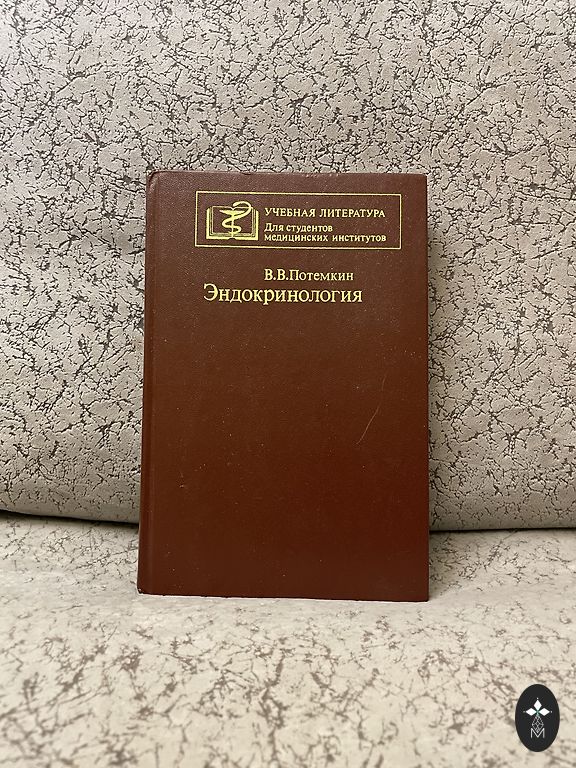 УЧЕБНАЯ ЛИТЕРАТУРА
Для студентов
медицинских институтов
В.В.Потемкин
Эндокринология
M